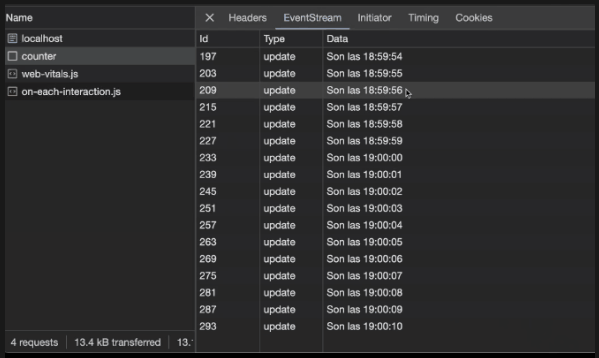 Name
Headers EventStream Initiator Timing Cookies
localhost
counter
web-vitals.js
on-each-interaction.js
Id Type Data
197 update Son las 18:59:54
203 update Son las 18:59:55
209 update Son las 18:59:56
215 update Son las 18:59:57
221 update Son las 18:59:58
227 update Son las 18:59:59
233 update Son las 19:00:00
239 update Son las 19:00:01
245 update Son las 19:00:02
251 update Son las 19:00:03
257 update Son las 19:00:04
263 update Son las 19:00:05
269 update Son las 19:00:06
275 update Son las 19:00:07
281 update Son las 19:00:08
287 update Son las 19:00:09
293 update Son las 19:00:10
4 requests 13.4 kB transferred 13.